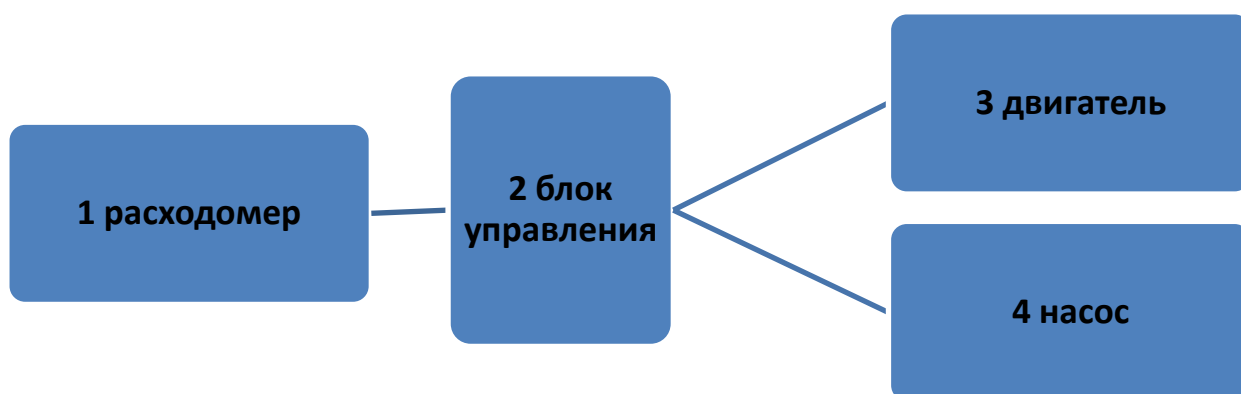 1 расходомер
2 блок
управления
3 двигатель
4 насос